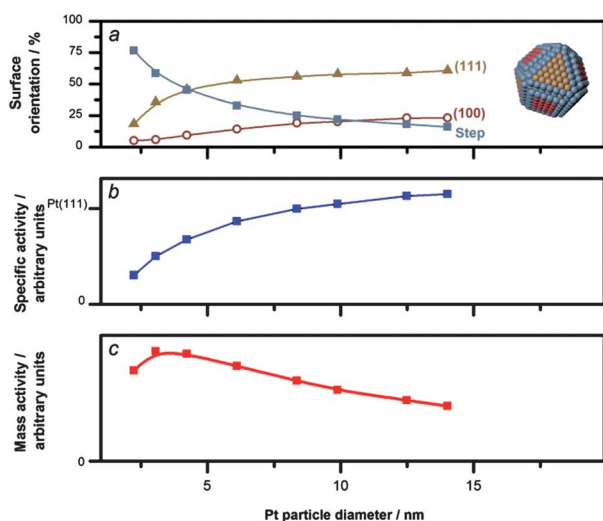 100
75
50
25
0
Surface
orientation / %
a
(111)
(100)
Step
Specific activity /
arbitrary units
Pt(111)
0
b
Mass activity /
arbitrary units
0
c
5 10 15
Pt particle diameter / nm